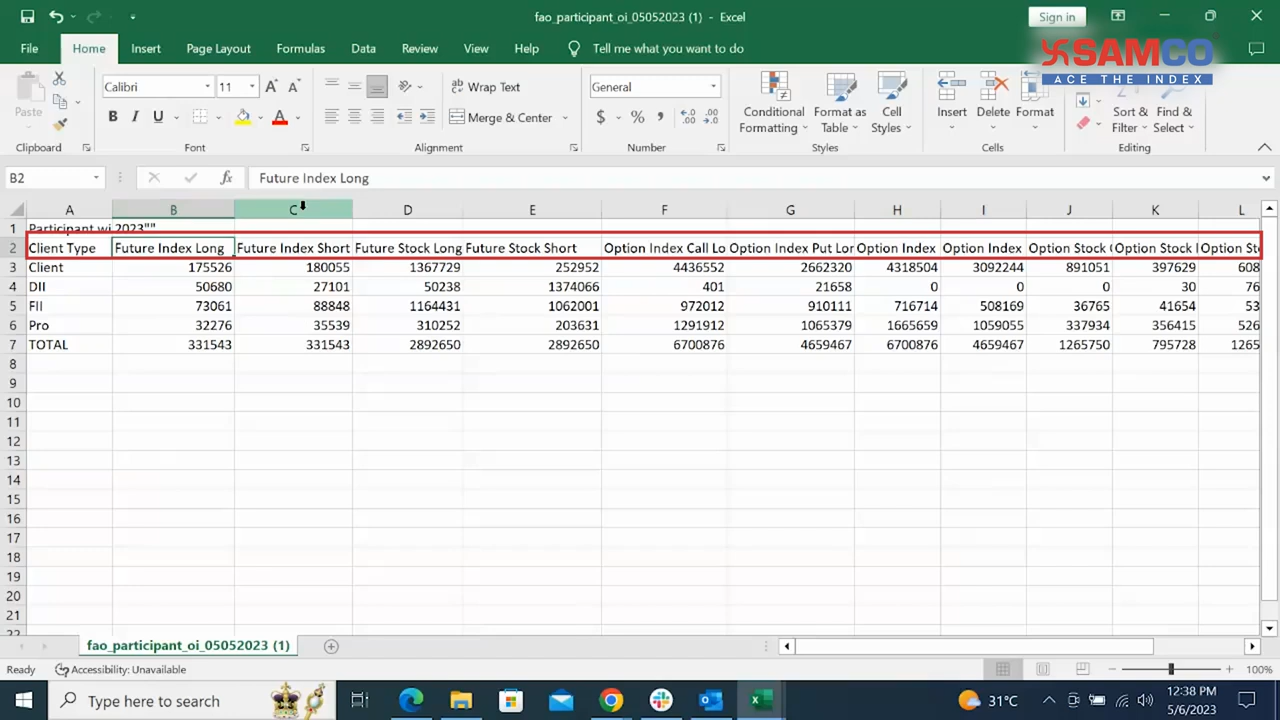 fao_participant_oi_05052023 (1) - Excel
Sign in
File Home Insert Page Layout Formulas Data Review View Help Tell me what you want to do
SAMCO
ACE THE INDEX
Paste
Calibri 11
B I U
Wrap Text
Merge & Center
General
$ % ,
Conditional Formatting
Format as Table
Cell Styles
Insert Delete Format
Sort & Filter
Find & Select
Clipboard Font Alignment Number Styles Cells Editing
B2 fx Future Index Long
A B C D E F G H I J K L
1 Participant wi 2023""
2 Client Type Future Index Long Future Index Short Future Stock Long Future Stock Short Option Index Call Lo Option Index Put Lor Option Index Option Index Option Stock Option Stock Option Sto
3 Client 175526 180055 1367729 252952 4436552 2662320 4318504 3092244 891051 397629 608
4 DII 50680 27101 50238 1374066 401 21658 0 0 0 30 76
5 FII 73061 88848 1164431 1062001 972012 910111 716714 508169 36765 41654 53
6 Pro 32276 35539 310252 203631 1291912 1065379 1665659 1059055 337934 356415 526
7 TOTAL 331543 331543 2892650 2892650 6700876 4659467 6700876 4659467 1265750 795728 1265
8
9
10
11
12
13
14
15
16
17
18
19
20
21
22
fao_participant_oi_05052023 (1)
Ready Accessibility: Unavailable 100%
Type here to search
31°C
12:38 PM
5/6/2023